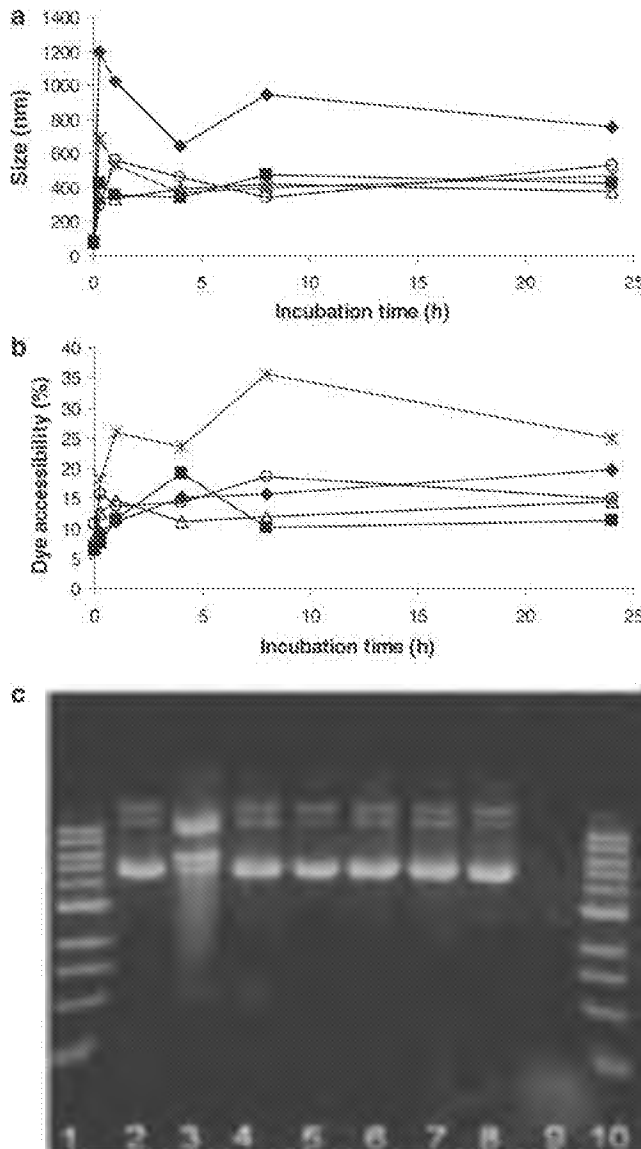 a
1400
1200
1000
800
600
400
200
0
Size (nm)
0 5 10 15 20 25
Incubation time (h)
b
40
35
30
25
20
15
10
5
0
Dye accessibility (%)
0 5 10 15 20 25
Incubation time (h)
c
1 2 3 4 5 6 7 8 9 10